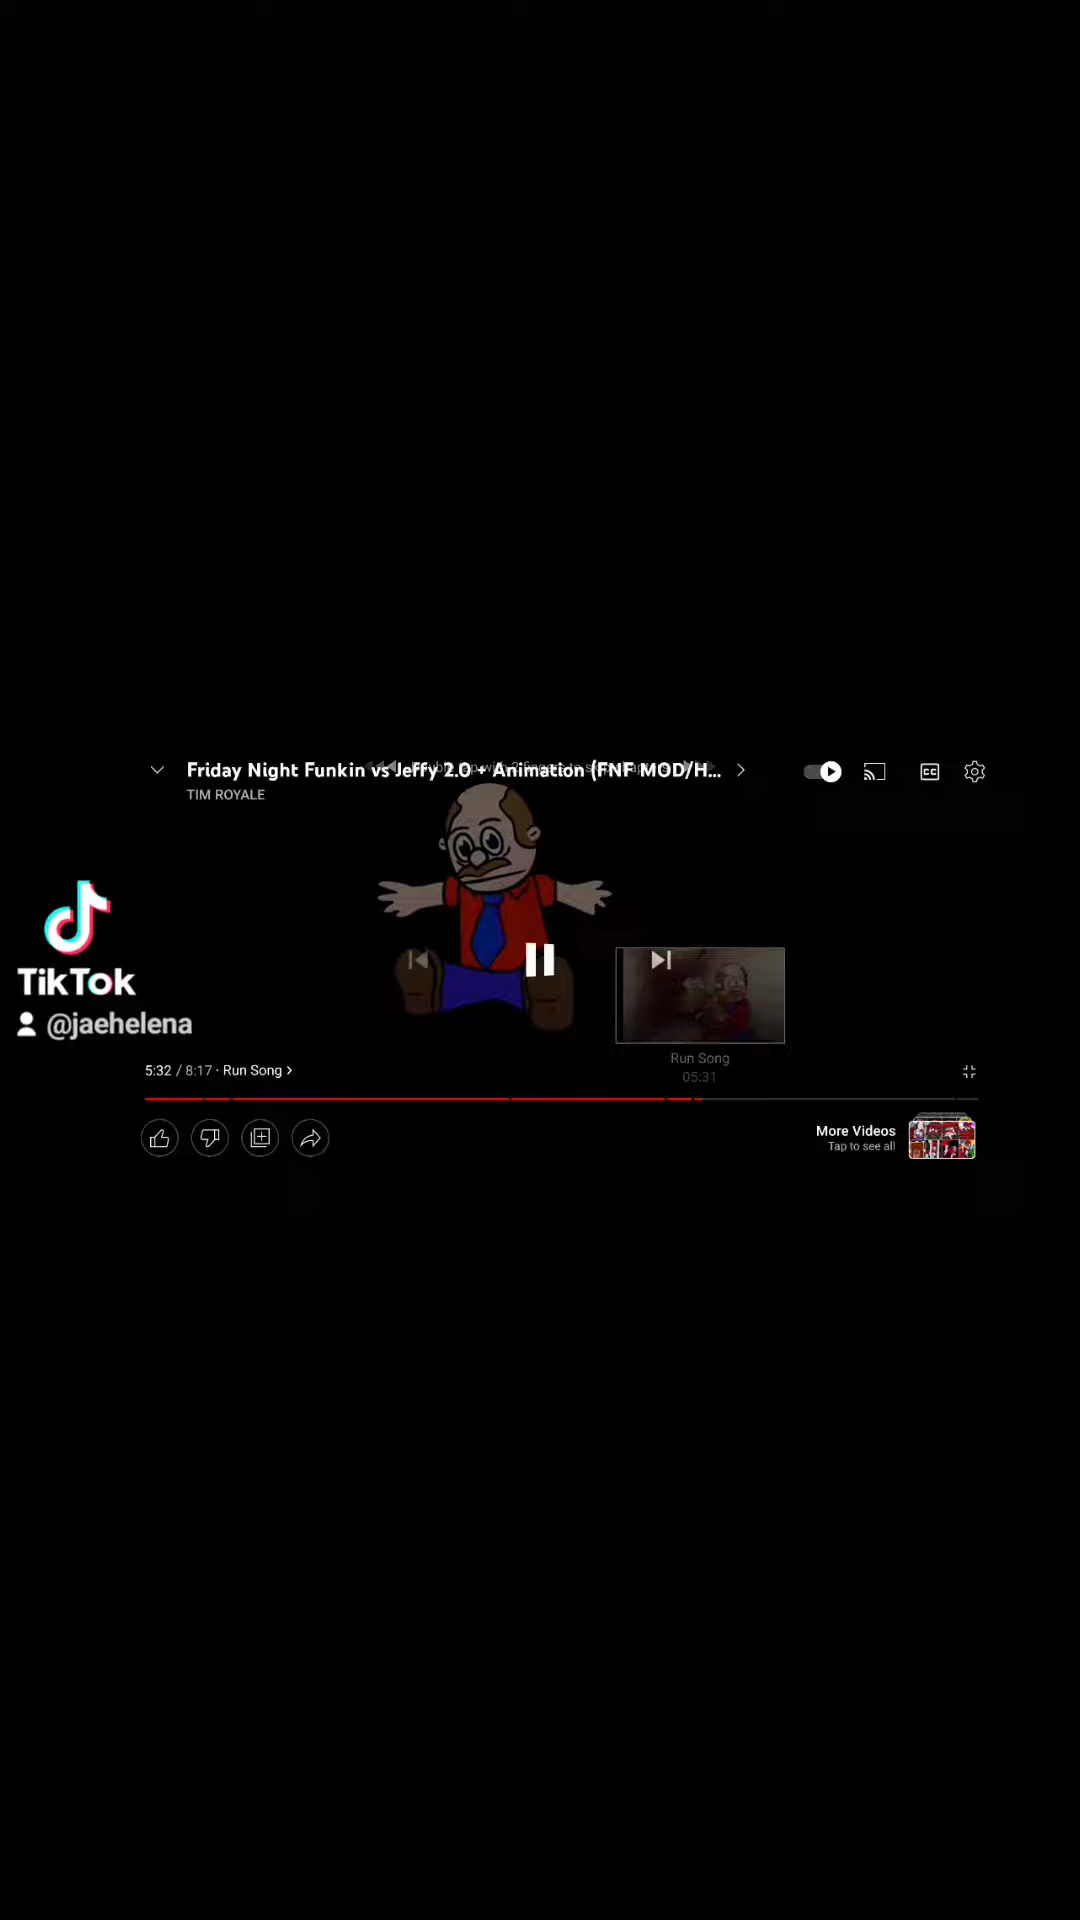 Friday Night Funkin vs Jeffy 2.0 + Animation (FNF MOD/H...
TIM ROYALE
TikTok
@jaehelena
Run Song
05:31
5:32 / 8:17 · Run Song
More Videos
Tap to see all